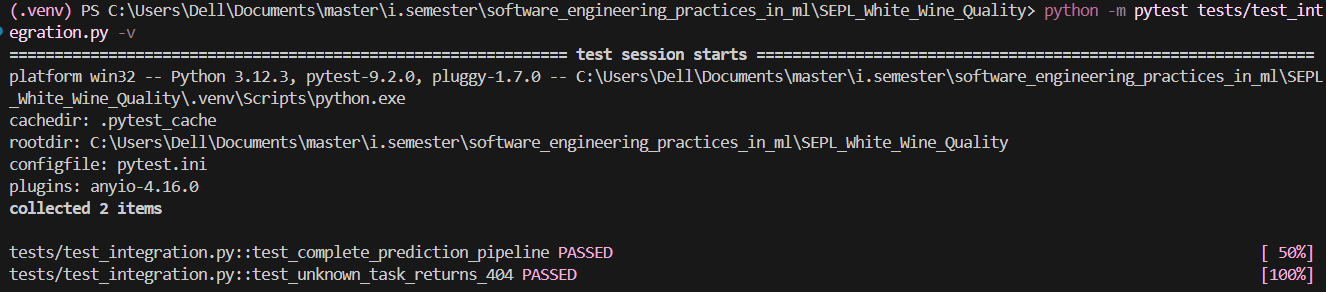 (.venv) PS C:\Users\Dell\Documents\master\i.semester\software_engineering_practices_in_ml\SEPL_White_Wine_Quality> python -m pytest tests/test_int
egration.py -v
============================================================== test session starts ==============================================================
platform win32 -- Python 3.12.3, pytest-9.2.0, pluggy-1.7.0 -- C:\Users\Dell\Documents\master\i.semester\software_engineering_practices_in_ml\SEPL
_White_Wine_Quality\.venv\Scripts\python.exe
cachedir: .pytest_cache
rootdir: C:\Users\Dell\Documents\master\i.semester\software_engineering_practices_in_ml\SEPL_White_Wine_Quality
configfile: pytest.ini
plugins: anyio-4.16.0
collected 2 items
tests/test_integration.py::test_complete_prediction_pipeline PASSED [ 50%]
tests/test_integration.py::test_unknown_task_returns_404 PASSED [100%]